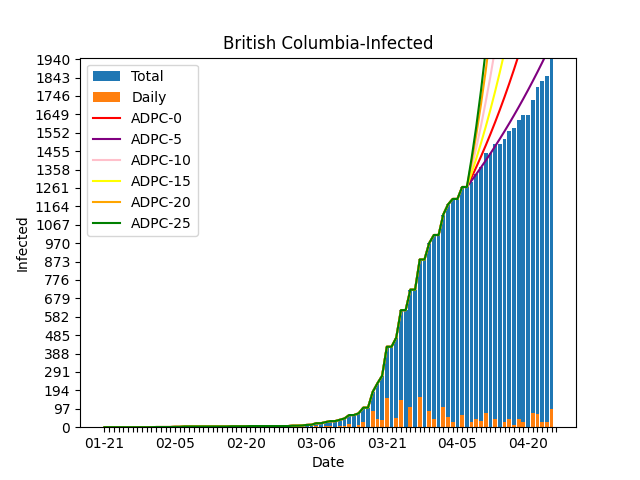 British Columbia-Infected
1940
1843
1746
1649
1552
1455
1358
1261
1164
1067
970
873
776
679
582
485
388
291
194
97
0
Infected
Total
Daily
ADPC-0
ADPC-5
ADPC-10
ADPC-15
ADPC-20
ADPC-25
01-21 02-05 02-20 03-06 03-21 04-05 04-20
Date